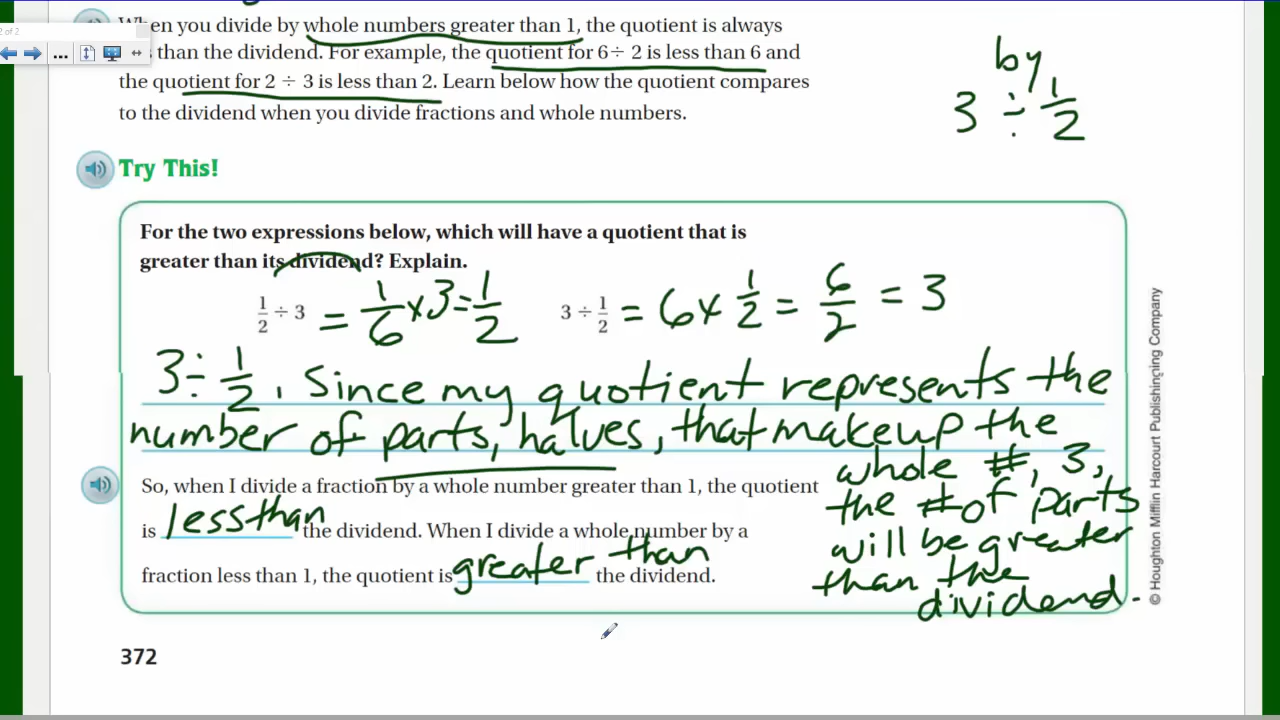 When you divide by whole numbers greater than 1, the quotient is always
than the dividend. For example, the quotient for 6 ÷ 2 is less than 6 and
the quotient for 2 ÷ 3 is less than 2. Learn below how the quotient compares
to the dividend when you divide fractions and whole numbers.
2 of 2
...
by
3 ÷ 1/2
Try This!
For the two expressions below, which will have a quotient that is
greater than its dividend? Explain.
1/2 ÷ 3 = 1/6 x 3 = 1/2
3 ÷ 1/2 = 6 x 1/2 = 6/2 = 3
3 ÷ 1/2. Since my quotient represents the
number of parts, halves, that makeup the
whole #, 3,
the # of parts
will be greater
than the
dividend.
So, when I divide a fraction by a whole number greater than 1, the quotient
is less than the dividend. When I divide a whole number by a
fraction less than 1, the quotient is greater than the dividend.
© Houghton Mifflin Harcourt Publishing Company
372